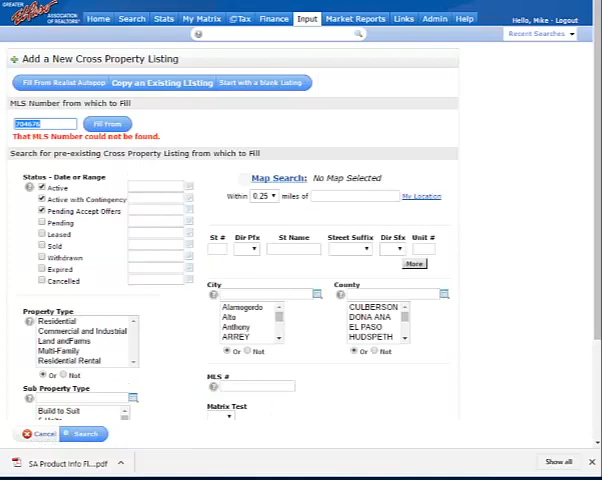 GREATER
El Paso
ASSOCIATION
OF REALTORS
Home Search Stats My Matrix Tax Finance Input Market Reports Links Admin Help
Hello, Mike - Logout
Recent Searches
Add a New Cross Property Listing
Fill From Realist Autopop Copy an Existing Listing Start with a blank Listing
MLS Number from which to Fill
704678 Fill From
That MLS Number could not be found.
Search for pre-existing Cross Property Listing from which to Fill
Status - Date or Range
Active
Active with Contingency
Pending Accept Offers
Pending
Leased
Sold
Withdrawn
Expired
Cancelled
Map Search: No Map Selected
Within 0.25 miles of My Location
St # Dir Pfx St Name Street Suffix Dir Sfx Unit #
More
Property Type
Residential
Commercial and Industrial
Land andFarms
Multi-Family
Residential Rental
Or Not
City
Alamogordo
Alto
Anthony
ARREY
Or Not
County
CULBERSON
DONA ANA
EL PASO
HUDSPETH
Or Not
Sub Property Type
Build to Suit
MLS #
Matrix Test
Cancel Search
SA Product Info Fl....pdf
Show all